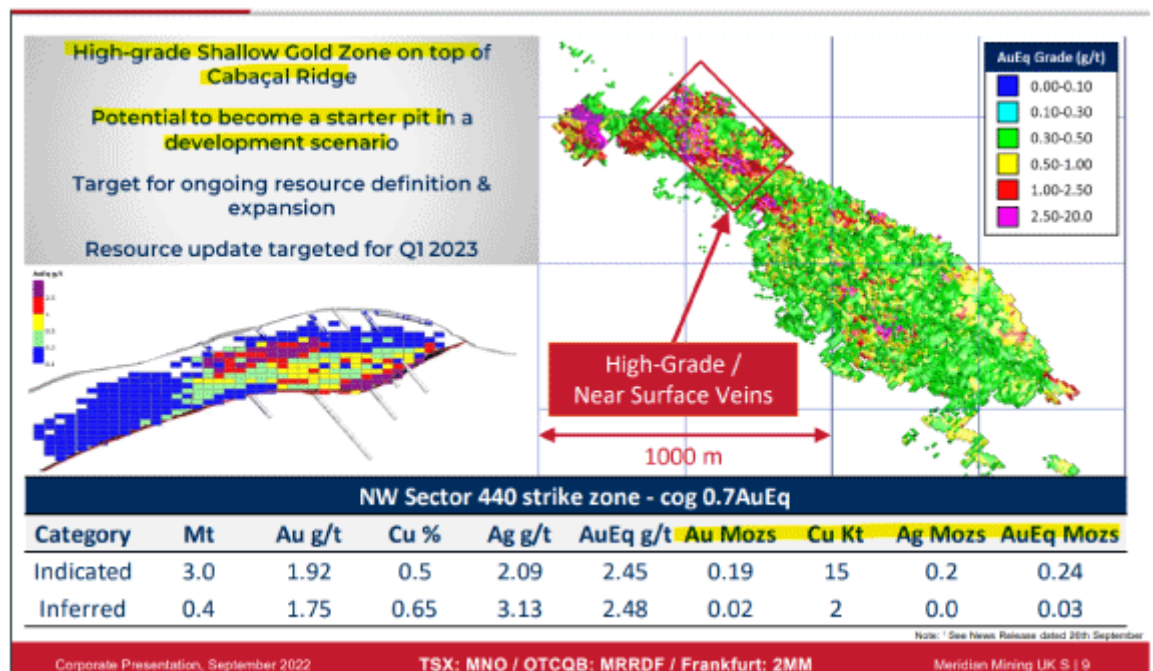 High-grade Shallow Gold Zone on top of
Cabaçal Ridge
Potential to become a starter pit in a
development scenario
Target for ongoing resource definition &
expansion
Resource update targeted for Q1 2023
AuEq Grade (g/t)
0.00-0.10
0.10-0.30
0.30-0.50
0.50-1.00
1.00-2.50
2.50-20.0
AuEq g/t
High-Grade /
Near Surface Veins
1000 m
NW Sector 440 strike zone - cog 0.7AuEq
Category Mt Au g/t Cu % Ag g/t AuEq g/t Au Mozs Cu Kt Ag Mozs AuEq Mozs
Indicated 3.0 1.92 0.5 2.09 2.45 0.19 15 0.2 0.24
Inferred 0.4 1.75 0.65 3.13 2.48 0.02 2 0.0 0.03
Note: ¹ See News Release dated 26th September
Corporate Presentation, September 2022 TSX: MNO / OTCQB: MRRDF / Frankfurt: 2MM Meridian Mining UK S | 9